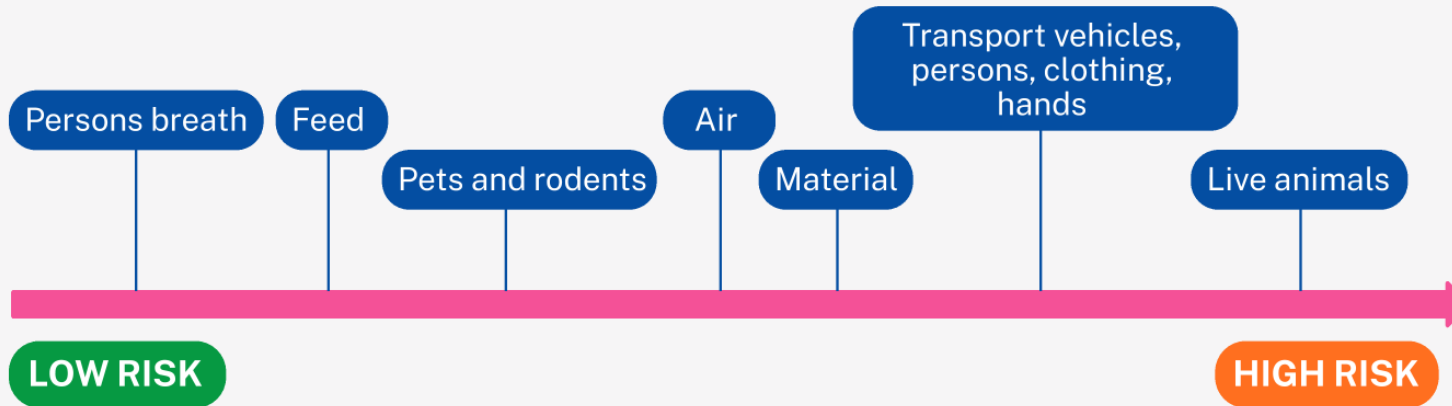 Transport vehicles,
persons, clothing,
hands
Persons breath
Feed
Air
Pets and rodents
Material
Live animals
LOW RISK
HIGH RISK